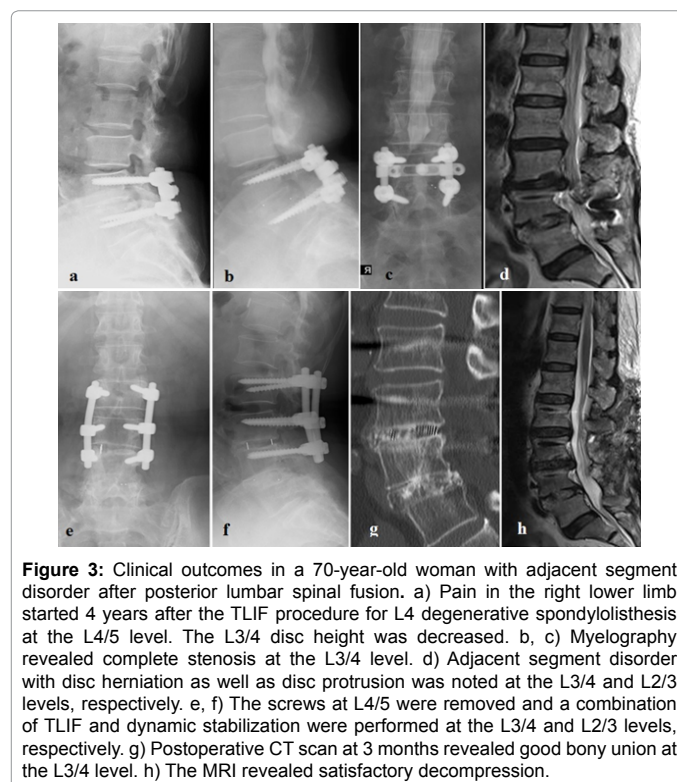 a
b
c
d
e
f
g
h
Figure 3: Clinical outcomes in a 70-year-old woman with adjacent segment
disorder after posterior lumbar spinal fusion. a) Pain in the right lower limb
started 4 years after the TLIF procedure for L4 degenerative spondylolisthesis
at the L4/5 level. The L3/4 disc height was decreased. b, c) Myelography
revealed complete stenosis at the L3/4 level. d) Adjacent segment disorder
with disc herniation as well as disc protrusion was noted at the L3/4 and L2/3
levels, respectively. e, f) The screws at L4/5 were removed and a combination
of TLIF and dynamic stabilization were performed at the L3/4 and L2/3 levels,
respectively. g) Postoperative CT scan at 3 months revealed good bony union at
the L3/4 level. h) The MRI revealed satisfactory decompression.